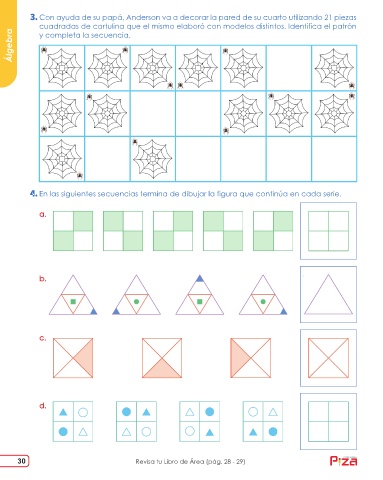 Álgebra
3. Con ayuda de su papá, Anderson va a decorar la pared de su cuarto utilizando 21 piezas
cuadradas de cartulina que el mismo elaboró con modelos distintos. Identifica el patrón
y completa la secuencia.
4. En las siguientes secuencias termina de dibujar la figura que continúa en cada serie.
a.
b.
c.
d.
30
Revisa tu Libro de Área (pág. 28 - 29)